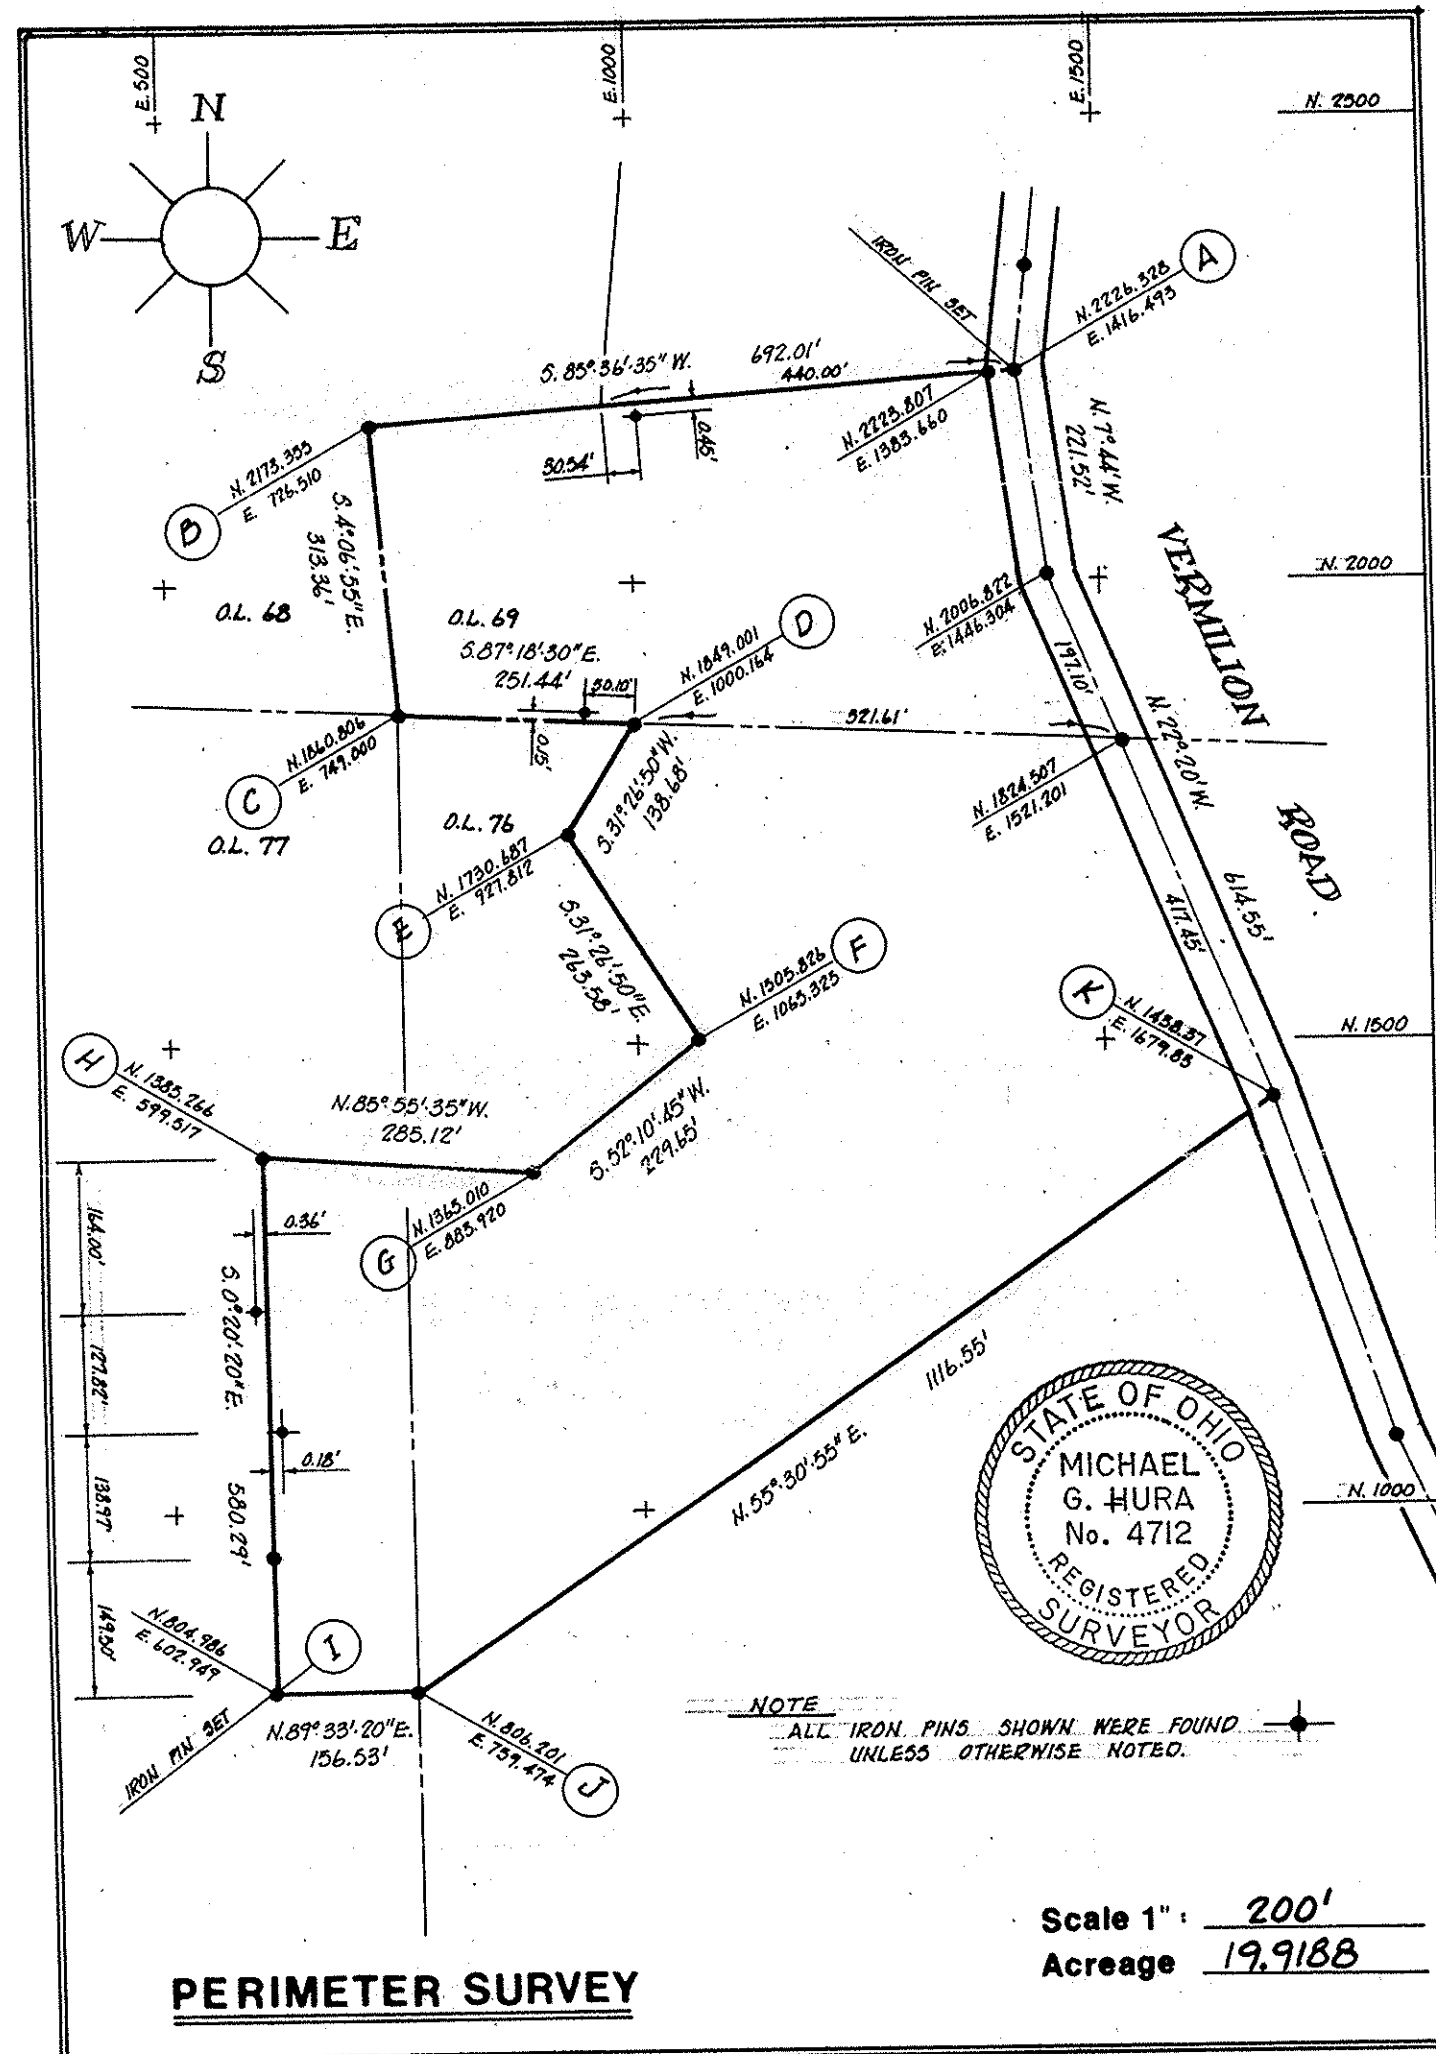 E. 500
E. 1000
E. 1500
N. 2500
N
W
E
S
IRON PIN SET
A
N. 2226.328
E. 1416.493
S. 85°·36'·35" W.
692.01'
440.00'
0.45'
30.54'
N. 2223.807
E. 1383.660
N. 7°·44' W.
221.52'
N. 2173.355
E. 726.510
B
S. 4°·06'·55" E.
313.36'
VERMILION
ROAD
N. 2000
O.L. 68
O.L. 69
S. 87°·18'·30" E.
251.44'
30.10'
N. 1849.001
E. 1000.164
D
N. 2006.822
E. 1446.304
197.10'
N. 22°·20' W.
521.61'
0.15'
N. 1860.806
E. 749.000
C
O.L. 77
O.L. 76
S. 31°·26'·50" W.
138.68'
N. 1824.507
E. 1521.201
N. 1730.687
E. 927.812
E
614.55'
417.45'
S. 31°·26'·50" E.
263.58'
N. 1505.826
E. 1065.325
F
K
N. 1438.37
E. 1679.83
N. 1500
H
N. 1385.266
E. 599.517
N. 85°·55'·35" W.
285.12'
S. 52°·10'·45" W.
229.65'
N. 1365.010
E. 883.920
G
164.00'
0.36'
S. 0°·20'·20" E.
127.82'
0.18'
580.29'
138.97'
149.50'
1116.55'
N. 55°·30'·55" E.
STATE OF OHIO
MICHAEL
G. HURA
No. 4712
REGISTERED
SURVEYOR
N. 1000
N. 804.986
E. 602.949
I
IRON PIN SET
N. 89°·33'·20" E.
156.53'
N. 806.201
E. 759.474
J
NOTE
ALL IRON PINS SHOWN WERE FOUND
UNLESS OTHERWISE NOTED.
Scale 1" : 200'
Acreage 19.9188
PERIMETER SURVEY